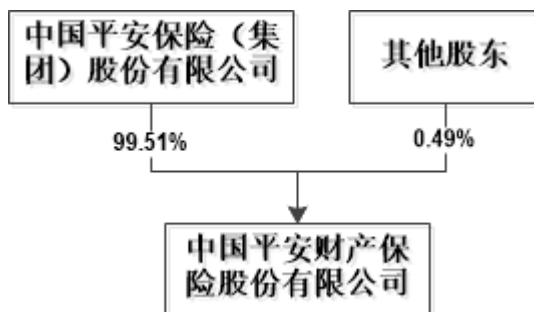 中国平安保险（集
团）股份有限公司
其他股东
99.51%
0.49%
中国平安财产保
险股份有限公司